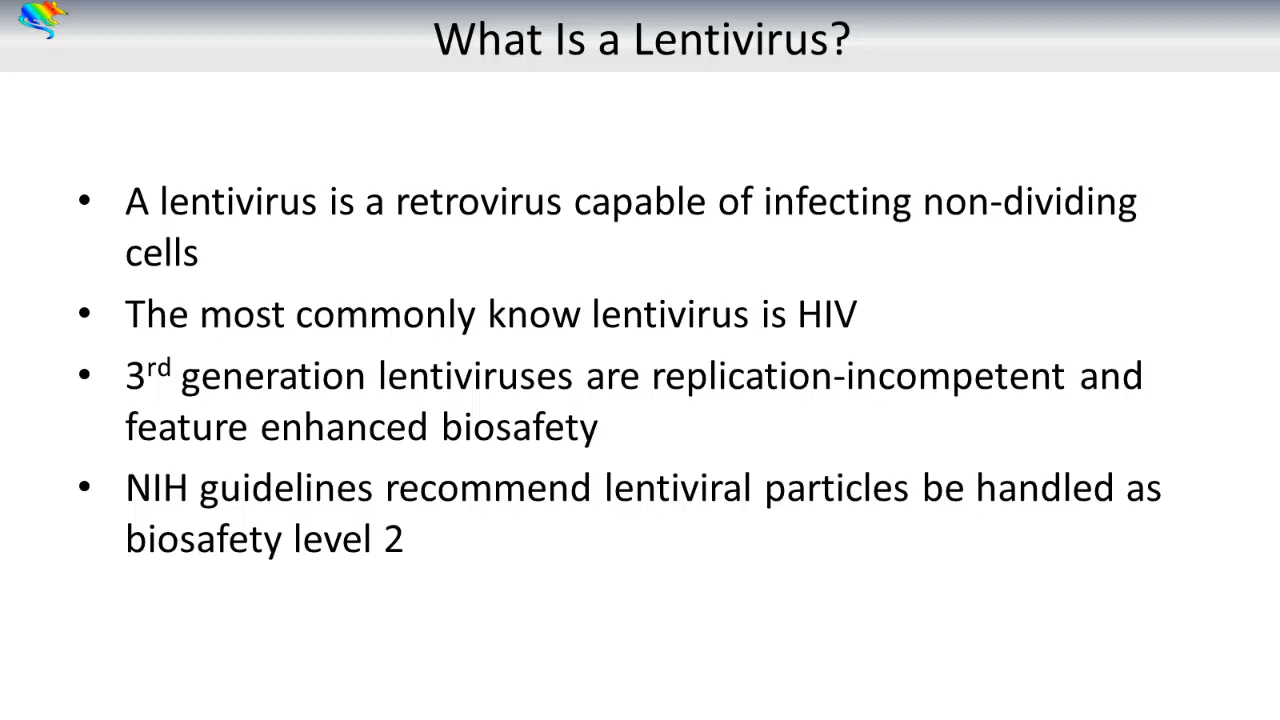 What Is a Lentivirus?
• A lentivirus is a retrovirus capable of infecting non-dividing
cells
• The most commonly know lentivirus is HIV
• 3rd generation lentiviruses are replication-incompetent and
feature enhanced biosafety
• NIH guidelines recommend lentiviral particles be handled as
biosafety level 2